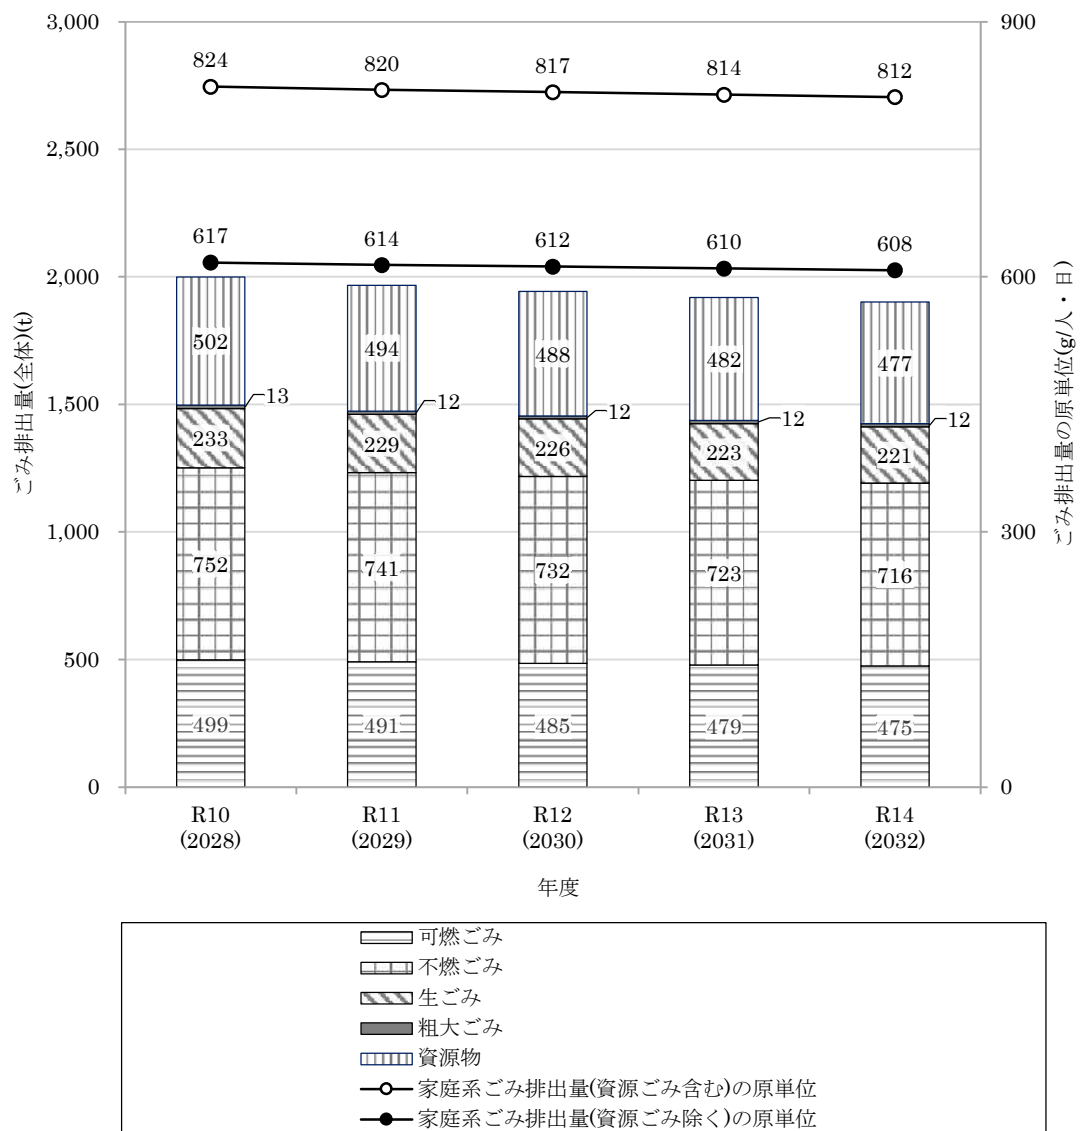 3,000
2,500
2,000
1,500
1,000
500
0
ごみ排出量(全体)(t)
900
600
300
0
ごみ排出量の原単位(g/人・日)
824 820 817 814 812
617 614 612 610 608
502 494 488 482 477
13 12 12 12 12
233 229 226 223 221
752 741 732 723 716
499 491 485 479 475
R10 R11 R12 R13 R14
(2028) (2029) (2030) (2031) (2032)
年度
可燃ごみ
不燃ごみ
生ごみ
粗大ごみ
資源物
家庭系ごみ排出量(資源ごみ含む)の原単位
家庭系ごみ排出量(資源ごみ除く)の原単位